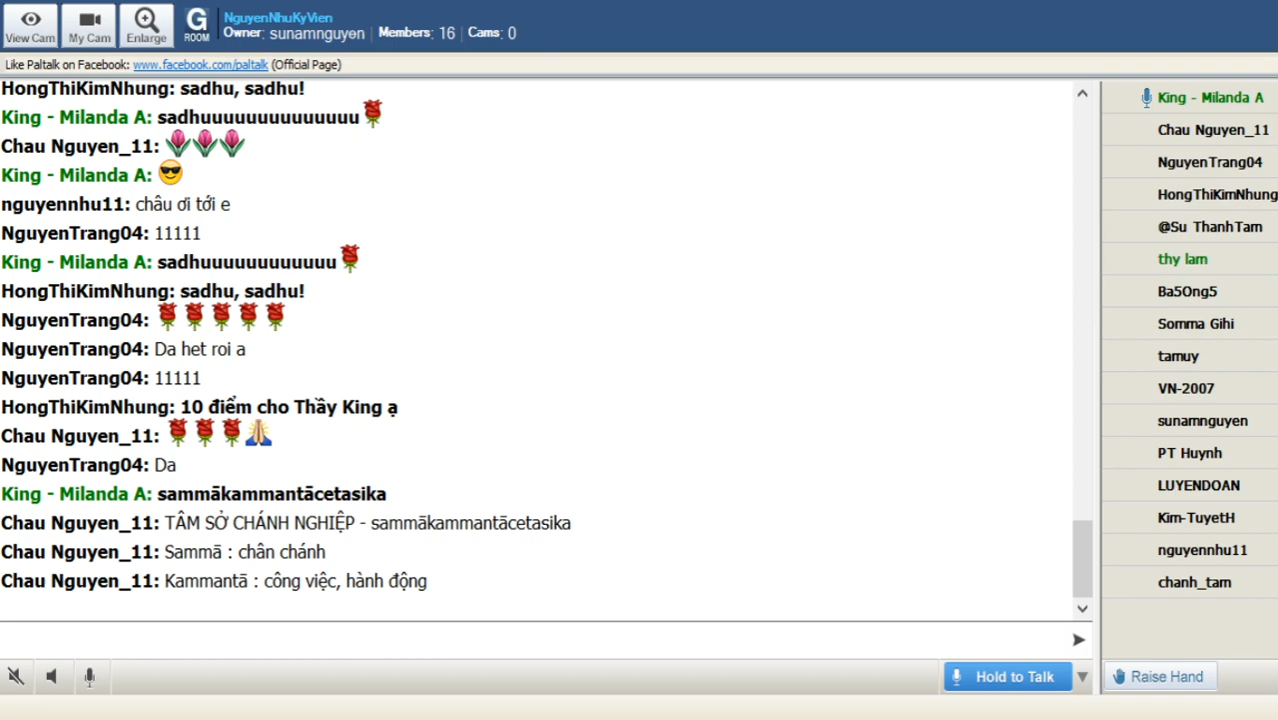 View Cam
My Cam
Enlarge
G ROOM
NguyenNhuKyVien
Owner: sunamnguyen | Members: 16 | Cams: 0
Like Paltalk on Facebook: www.facebook.com/paltalk (Official Page)
HongThiKimNhung: sadhu, sadhu!
King - Milanda A: sadhuuuuuuuuuuuuuu
Chau Nguyen_11:
King - Milanda A:
nguyennhu11: châu ơi tới e
NguyenTrang04: 11111
King - Milanda A: sadhuuuuuuuuuuuu
HongThiKimNhung: sadhu, sadhu!
NguyenTrang04:
NguyenTrang04: Da het roi a
NguyenTrang04: 11111
HongThiKimNhung: 10 điểm cho Thầy King ạ
Chau Nguyen_11:
NguyenTrang04: Da
King - Milanda A: sammākammantācetasika
Chau Nguyen_11: TÂM SỞ CHÁNH NGHIỆP - sammākammantācetasika
Chau Nguyen_11: Sammā : chân chánh
Chau Nguyen_11: Kammantā : công việc, hành động
King - Milanda A
Chau Nguyen_11
NguyenTrang04
HongThiKimNhung
@Su ThanhTam
thy lam
Ba5Ong5
Somma Gihi
tamuy
VN-2007
sunamnguyen
PT Huynh
LUYENDOAN
Kim-TuyetH
nguyennhu11
chanh_tam
Hold to Talk
Raise Hand